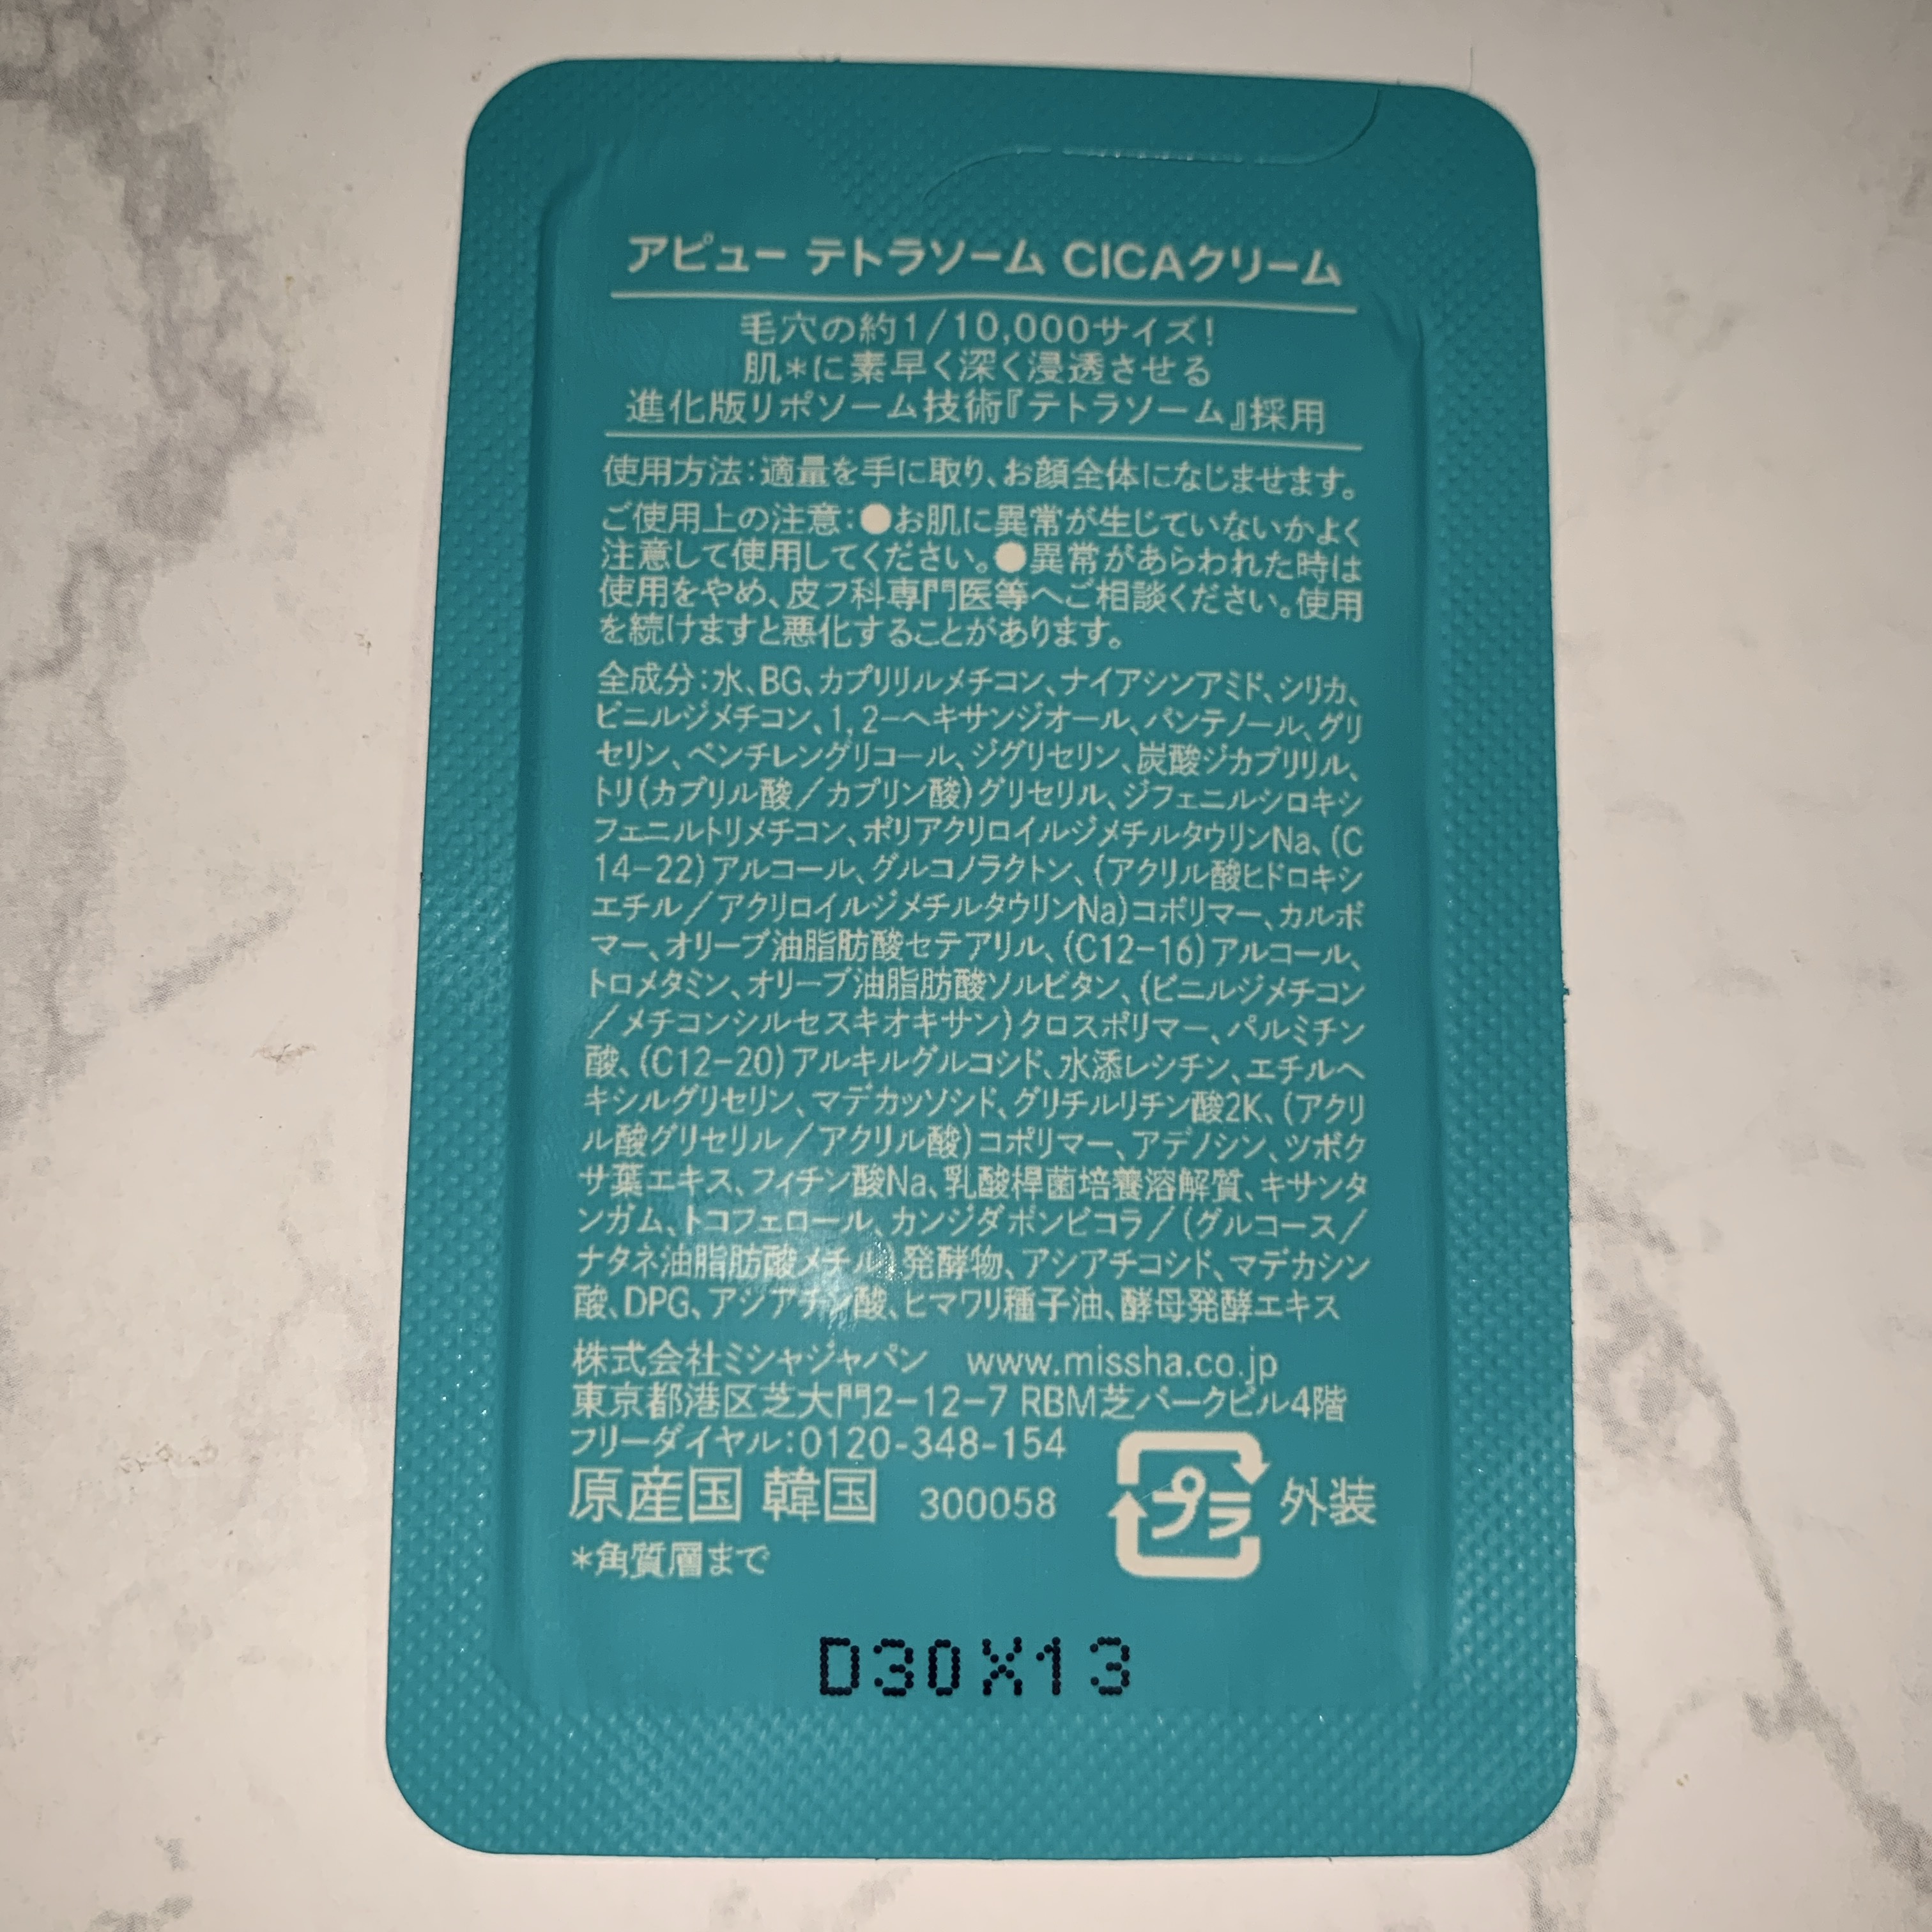 アピュー テトラソーム CICAクリーム
毛穴の約1/10,000サイズ!
肌*に素早く深く浸透させる
進化版リポソーム技術『テトラソーム』採用
使用方法:適量を手に取り、お顔全体になじませます。
ご使用上の注意:●お肌に異常が生じていないかよく
注意して使用してください。●異常があらわれた時は
使用をやめ、皮フ科専門医等へご相談ください。使用
を続けますと悪化することがあります。
全成分:水、BG、カプリリルメチコン、ナイアシンアミド、シリカ、
ビニルジメチコン、1,2-ヘキサンジオール、パンテノール、グリ
セリン、ペンチレングリコール、ジグリセリン、炭酸ジカプリリル、
トリ(カプリル酸/カプリン酸)グリセリル、ジフェニルシロキシ
フェニルトリメチコン、ポリアクリロイルジメチルタウリンNa、(C
14-22)アルコール、グルコノラクトン、(アクリル酸ヒドロキシ
エチル/アクリロイルジメチルタウリンNa)コポリマー、カルボ
マー、オリーブ油脂肪酸セテアリル、(C12-16)アルコール、
トロメタミン、オリーブ油脂肪酸ソルビタン、(ビニルジメチコン
/メチコンシルセスキオキサン)クロスポリマー、パルミチン
酸、(C12-20)アルキルグルコシド、水添レシチン、エチルヘ
キシルグリセリン、マデカッソシド、グリチルリチン酸2K、(アクリ
ル酸グリセリル/アクリル酸)コポリマー、アデノシン、ツボク
サ葉エキス、フィチン酸Na、乳酸桿菌培養溶解質、キサンタ
ンガム、トコフェロール、カンジダボンビコラ/(グルコース/
ナタネ油脂肪酸メチル)発酵物、アシアチコシド、マデカシン
酸、DPG、アシアチン酸、ヒマワリ種子油、酵母発酵エキス
株式会社ミシャジャパン www.missha.co.jp
東京都港区芝大門2-12-7 RBM芝パークビル4階
フリーダイヤル:0120-348-154
原産国 韓国 300058 プラ 外装
*角質層まで
D30X13